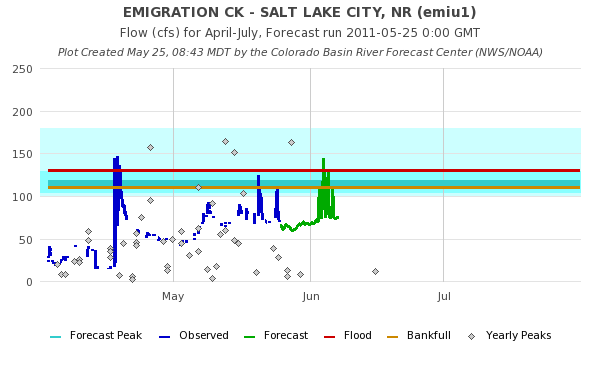 EMIGRATION CK - SALT LAKE CITY, NR (emiu1)
Flow (cfs) for April-July, Forecast run 2011-05-25 0:00 GMT
Plot Created May 25, 08:43 MDT by the Colorado Basin River Forecast Center (NWS/NOAA)
250
200
150
100
50
0
May Jun Jul
Forecast Peak Observed Forecast Flood Bankfull Yearly Peaks